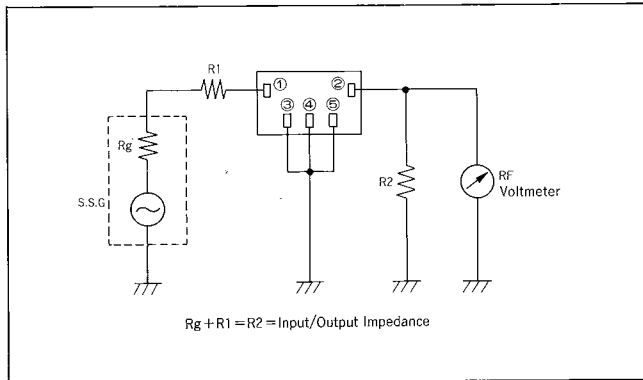 R1
① ②
③ ④ ⑤
Rg
R2
RF
Voltmeter
S.S.G
Rg+R1=R2=Input/Output Impedance